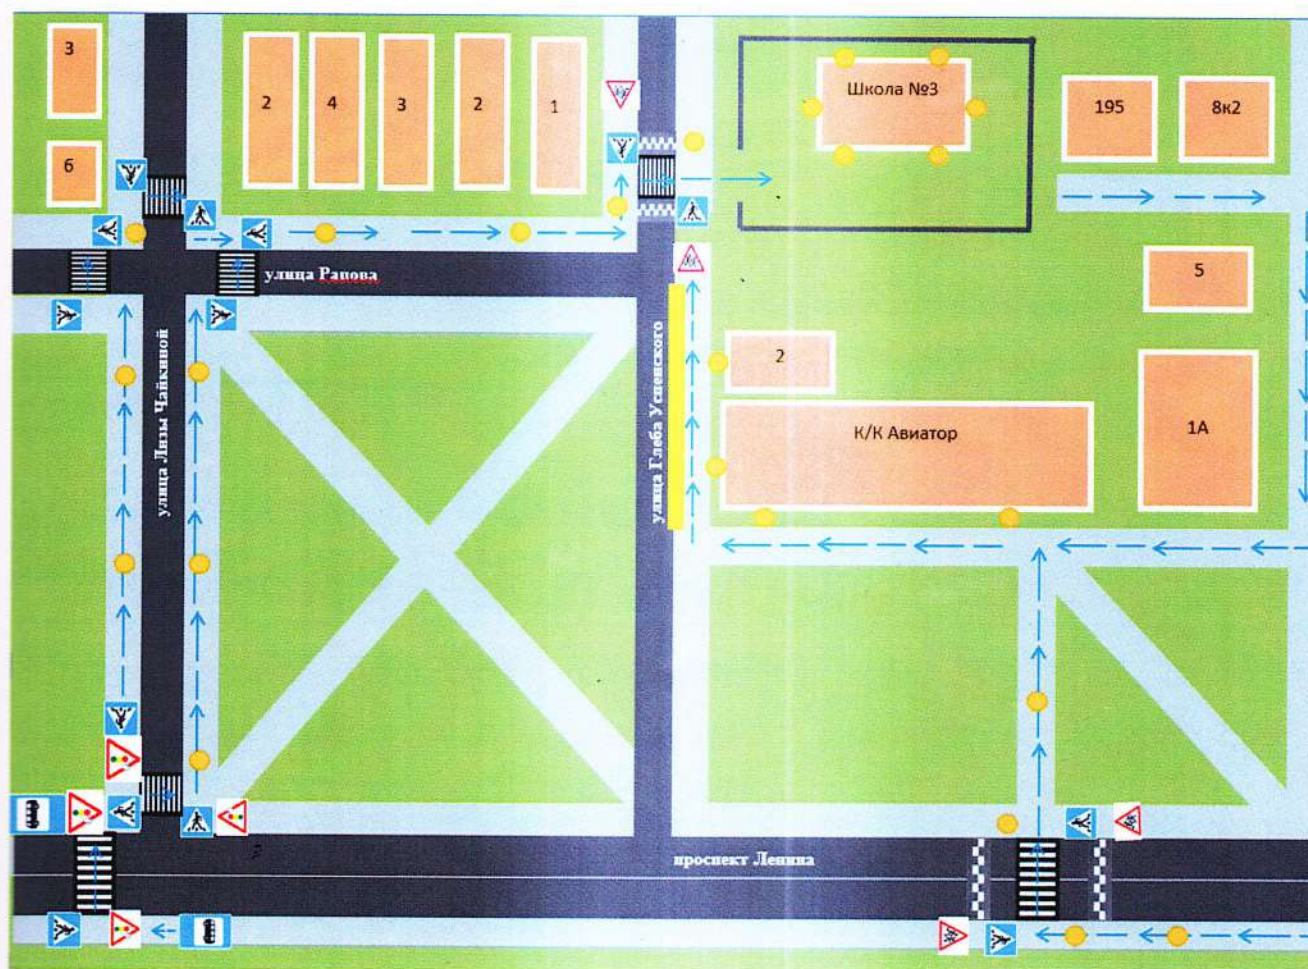 3
6
2
4
3
2
1
Школа №3
195
8к2
улица Рапова
5
2
К/К Авиатор
1А
улица Лизы Чайкиной
улица Глеба Успенского
проспект Ленина